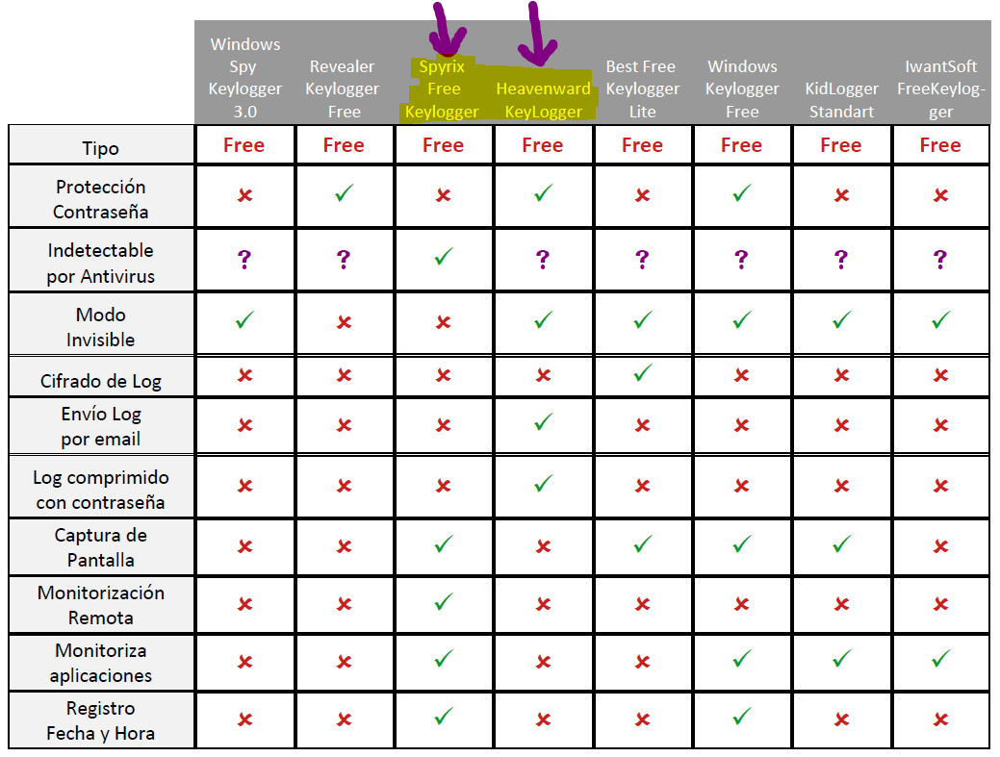 Windows Spy Keylogger 3.0
Revealer Keylogger Free
Spyrix Free Keylogger
Heavenward KeyLogger
Best Free Keylogger Lite
Windows Keylogger Free
KidLogger Standart
IwantSoft FreeKeylog-ger
Tipo Free Free Free Free Free Free Free Free
Protección
Contraseña
✗ ✓ ✗ ✓ ✗ ✓ ✗ ✗
Indetectable
por Antivirus
? ? ✓ ? ? ? ? ?
Modo
Invisible
✓ ✗ ✗ ✓ ✓ ✓ ✓ ✓
Cifrado de Log
✗ ✗ ✗ ✗ ✓ ✗ ✗ ✗
Envío Log
por email
✗ ✗ ✗ ✓ ✗ ✗ ✗ ✗
Log comprimido
con contraseña
✗ ✗ ✗ ✓ ✗ ✗ ✗ ✗
Captura de
Pantalla
✗ ✗ ✓ ✗ ✓ ✓ ✓ ✗
Monitorización
Remota
✗ ✗ ✓ ✗ ✗ ✗ ✗ ✗
Monitoriza
aplicaciones
✗ ✗ ✓ ✗ ✗ ✓ ✓ ✓
Registro
Fecha y Hora
✗ ✗ ✓ ✗ ✗ ✓ ✗ ✗